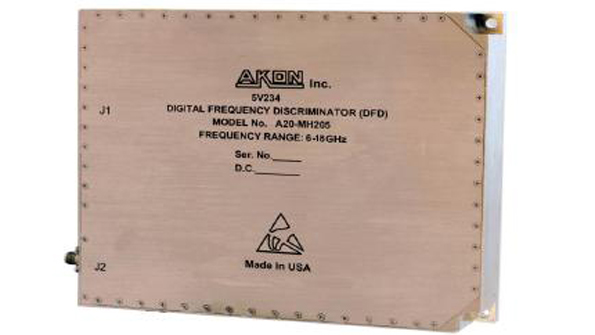 AKON Inc.
5V234
DIGITAL FREQUENCY DISCRIMINATOR (DFD)
MODEL No. A20-MH205
FREQUENCY RANGE: 6-18GHz
Ser. No.
D.C.
J1
J2
Made in USA